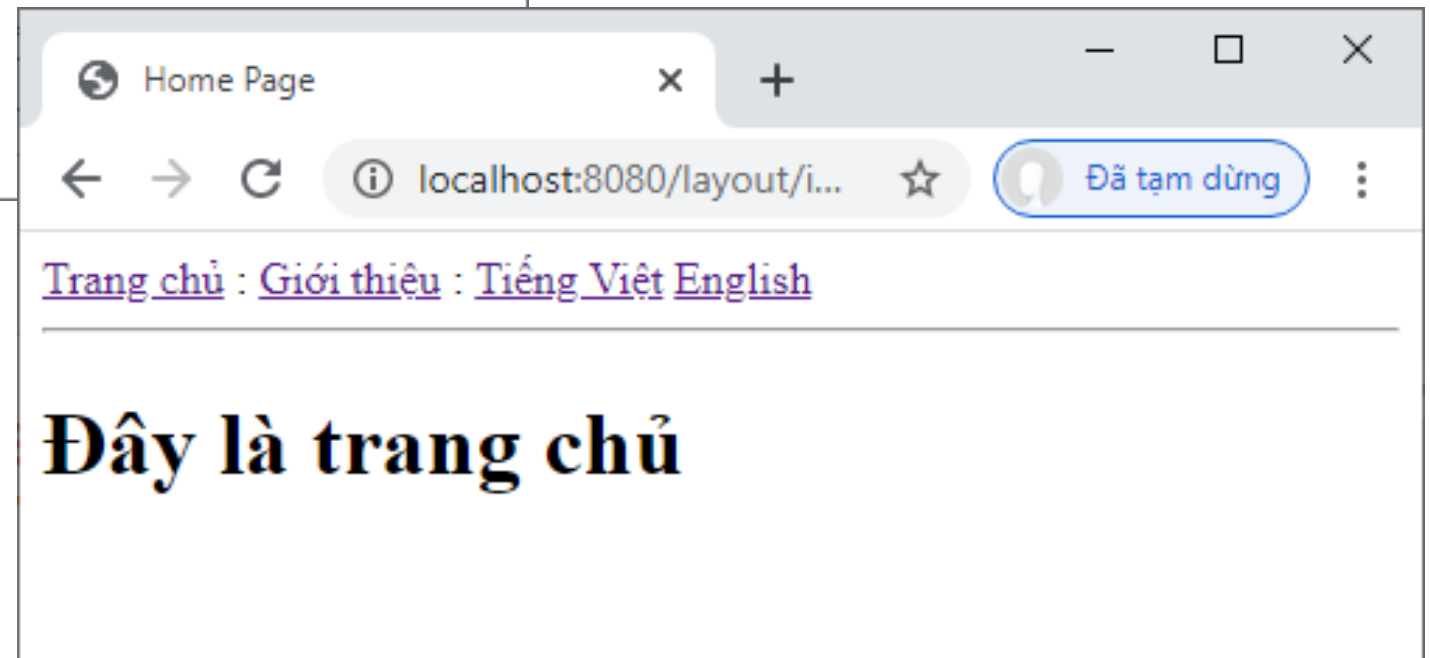 Home Page
localhost:8080/layout/i... Đã tạm dừng
Trang chủ : Giới thiệu : Tiếng Việt English
Đây là trang chủ